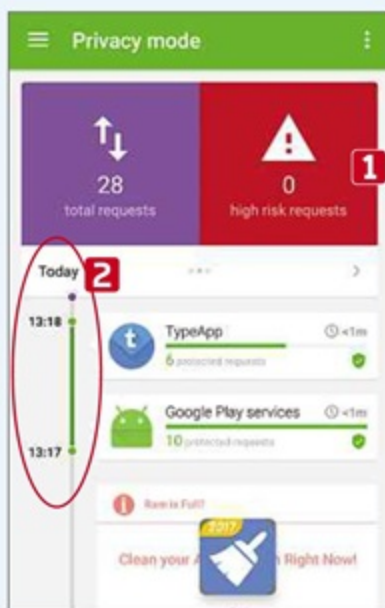 Privacy mode
28
total requests
0
high risk requests
1
Today
2
13:18
TypeApp
<1m
t
6 protected requests
Google Play services
<1m
10 protected requests
13:17
Ram is Full?
2017
Clean your A
n Right Now!